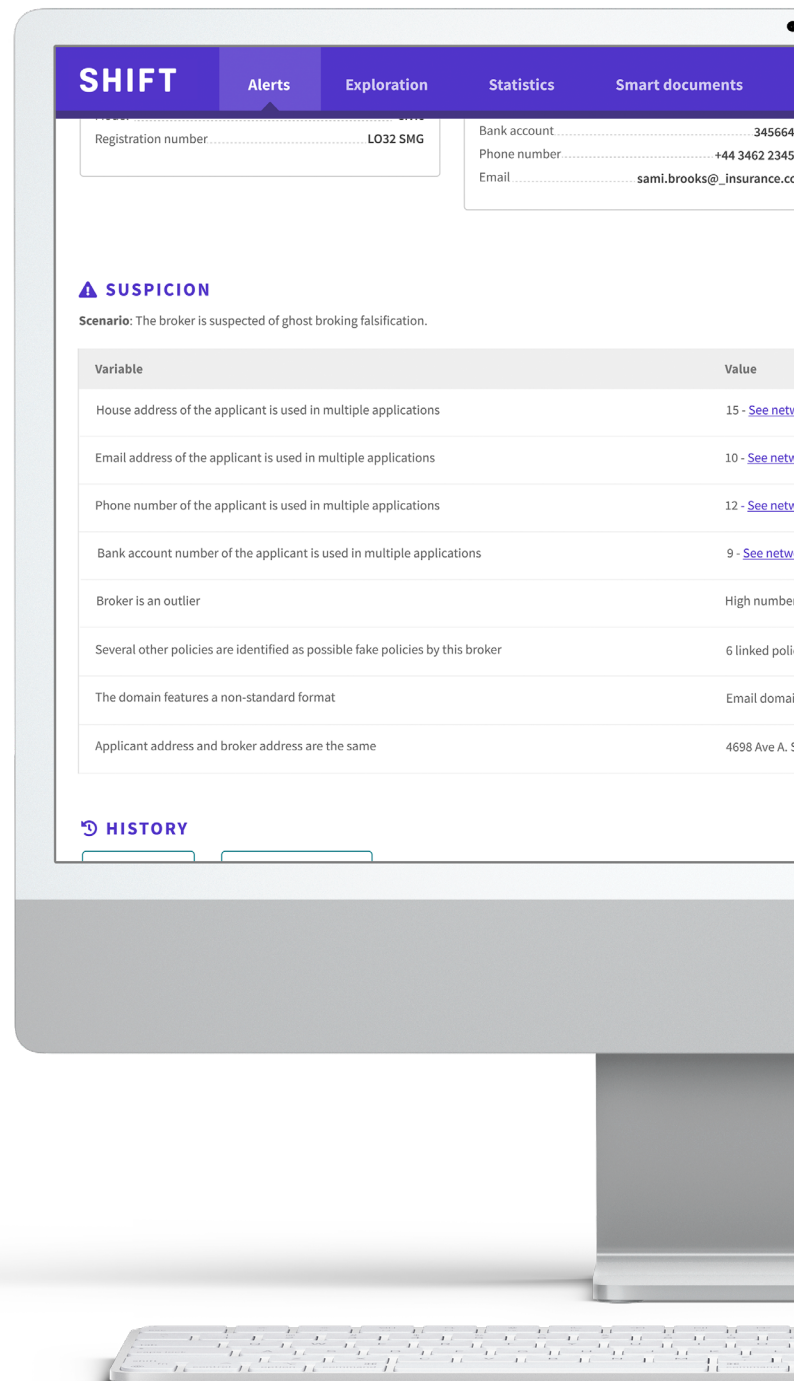 SHIFT
Alerts
Exploration
Statistics
Smart documents
Registration number LO32 SMG
Bank account 345664
Phone number +44 3462 2345
Email sami.brooks@_insurance.co
SUSPICION
Scenario: The broker is suspected of ghost broking falsification.
Variable Value
House address of the applicant is used in multiple applications 15 - See netw
Email address of the applicant is used in multiple applications 10 - See netw
Phone number of the applicant is used in multiple applications 12 - See netw
Bank account number of the applicant is used in multiple applications 9 - See netw
Broker is an outlier High number
Several other policies are identified as possible fake policies by this broker 6 linked poli
The domain features a non-standard format Email domai
Applicant address and broker address are the same 4698 Ave A. S
HISTORY